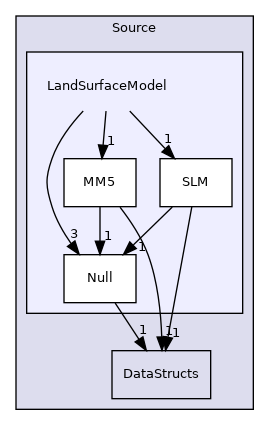 Source
LandSurfaceModel
1
1
MM5
SLM
3
1
1
Null
1
1
1
DataStructs